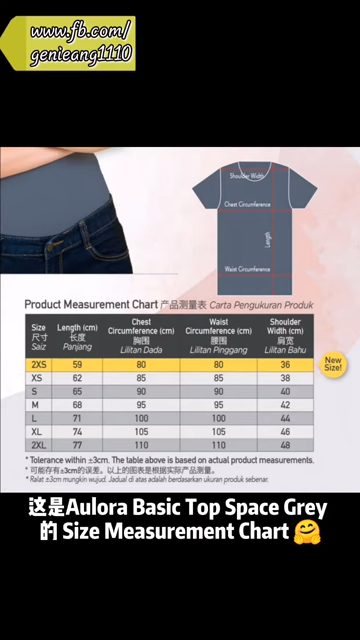 www.fb.com/
genieang1110
Shoulder Width
Chest Circumference
Length
Waist Circumference
Product Measurement Chart 产品测量表 Carta Pengukuran Produk
Size 尺寸 Saiz Length (cm) 长度 Panjang Chest Circumference (cm) 胸围 Lilitan Dada Waist Circumference (cm) 腰围 Lilitan Pinggang Shoulder Width (cm) 肩宽 Lilitan Bahu
2XS 59 80 80 36
New Size!
XS 62 85 85 38
S 65 90 90 40
M 68 95 95 42
L 71 100 100 44
XL 74 105 105 46
2XL 77 110 110 48
* Tolerance within ±3cm. The table above is based on actual product measurements.
* 可能存有±3cm的误差。以上的图表是根据实际产品测量。
* Ralat ±3cm mungkin wujud. Jadual di atas adalah berdasarkan ukuran produk sebenar.
这是Aulora Basic Top Space Grey
的 Size Measurement Chart 🤗